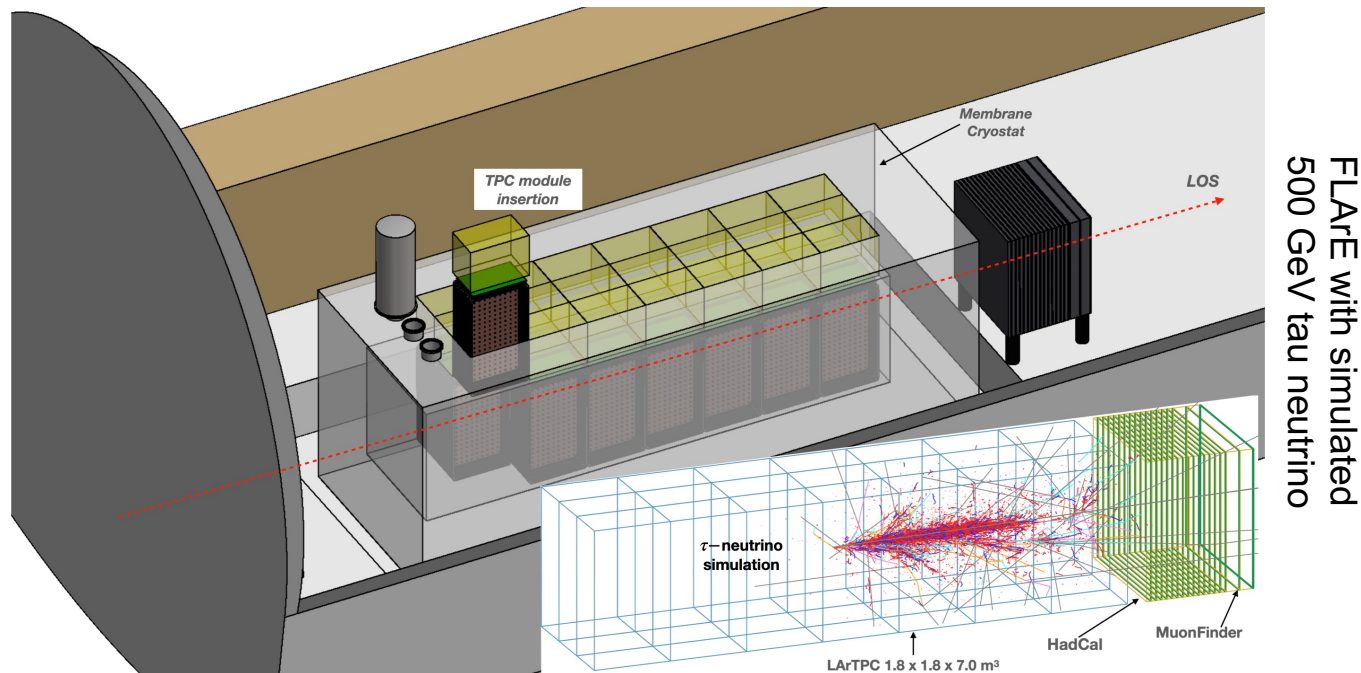 Membrane
Cryostat
TPC module
insertion
LOS
FLArE with simulated
500 GeV tau neutrino
τ–neutrino
simulation
HadCal
MuonFinder
LArTPC 1.8 x 1.8 x 7.0 m³